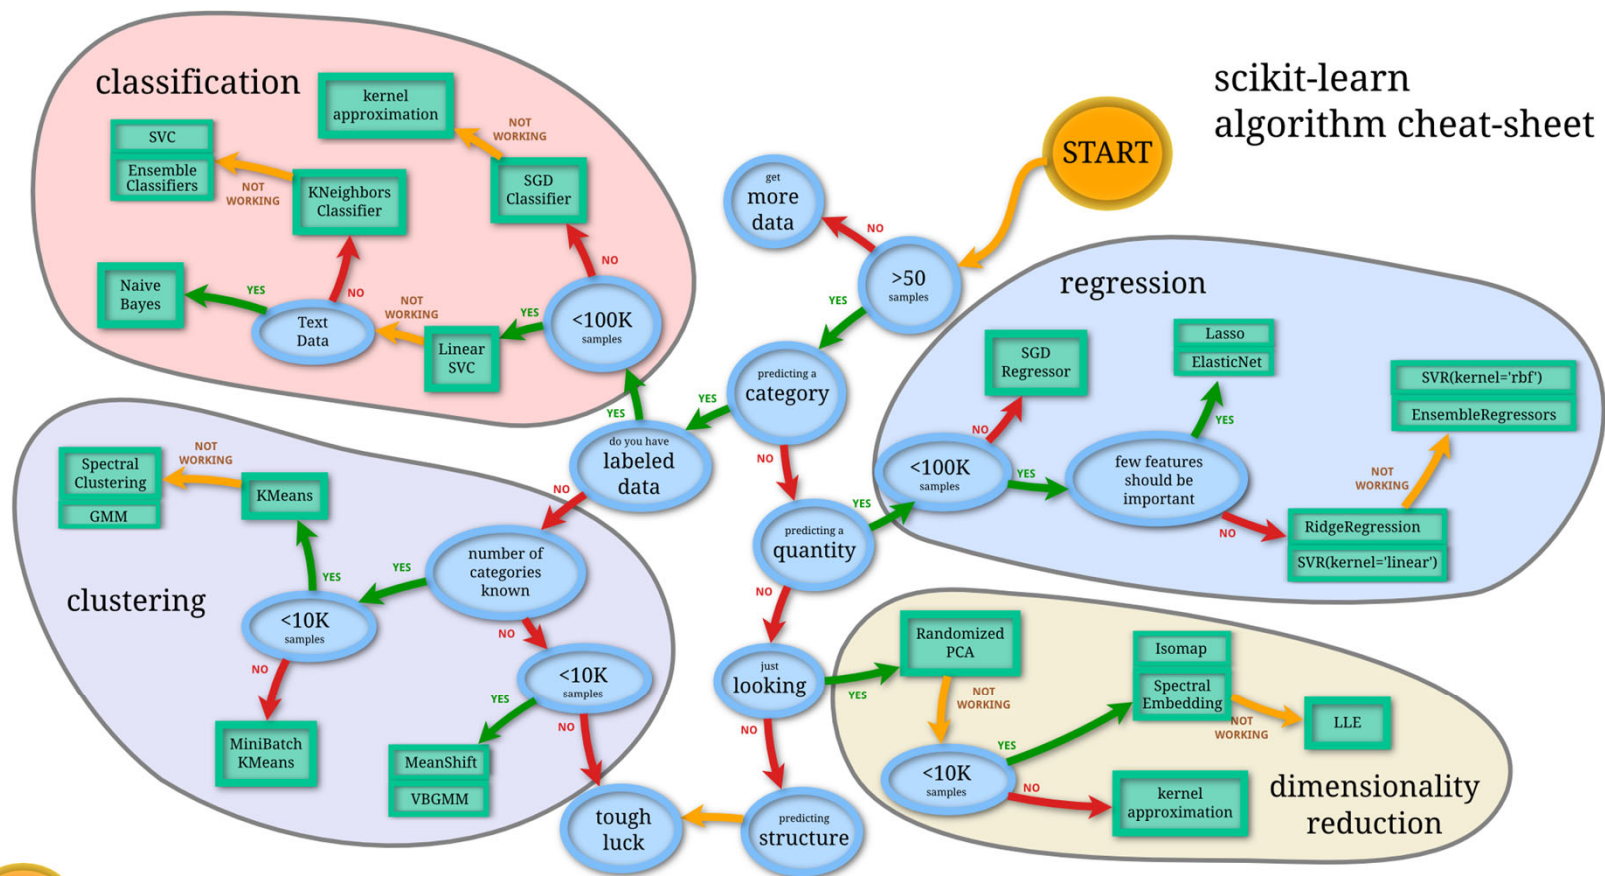 scikit-learn
algorithm cheat-sheet
START
>50
samples
NO
get
more
data
YES
predicting a
category
YES
do you have
labeled
data
YES
NO
NO
predicting a
quantity
YES
NO
just
looking
YES
NO
predicting
structure
tough
luck
classification
<100K
samples
NO
SGD
Classifier
NOT
WORKING
kernel
approximation
YES
Linear
SVC
NOT
WORKING
Text
Data
YES
Naive
Bayes
NO
KNeighbors
Classifier
NOT
WORKING
SVC
Ensemble
Classifiers
clustering
number of
categories
known
YES
<10K
samples
YES
KMeans
NOT
WORKING
Spectral
Clustering
GMM
NO
MiniBatch
KMeans
NO
<10K
samples
YES
MeanShift
VBGMM
NO
regression
<100K
samples
NO
SGD
Regressor
YES
few features
should be
important
YES
Lasso
ElasticNet
NO
RidgeRegression
SVR(kernel='linear')
NOT
WORKING
SVR(kernel='rbf')
EnsembleRegressors
dimensionality
reduction
Randomized
PCA
NOT
WORKING
<10K
samples
YES
Isomap
Spectral
Embedding
NOT
WORKING
LLE
NO
kernel
approximation